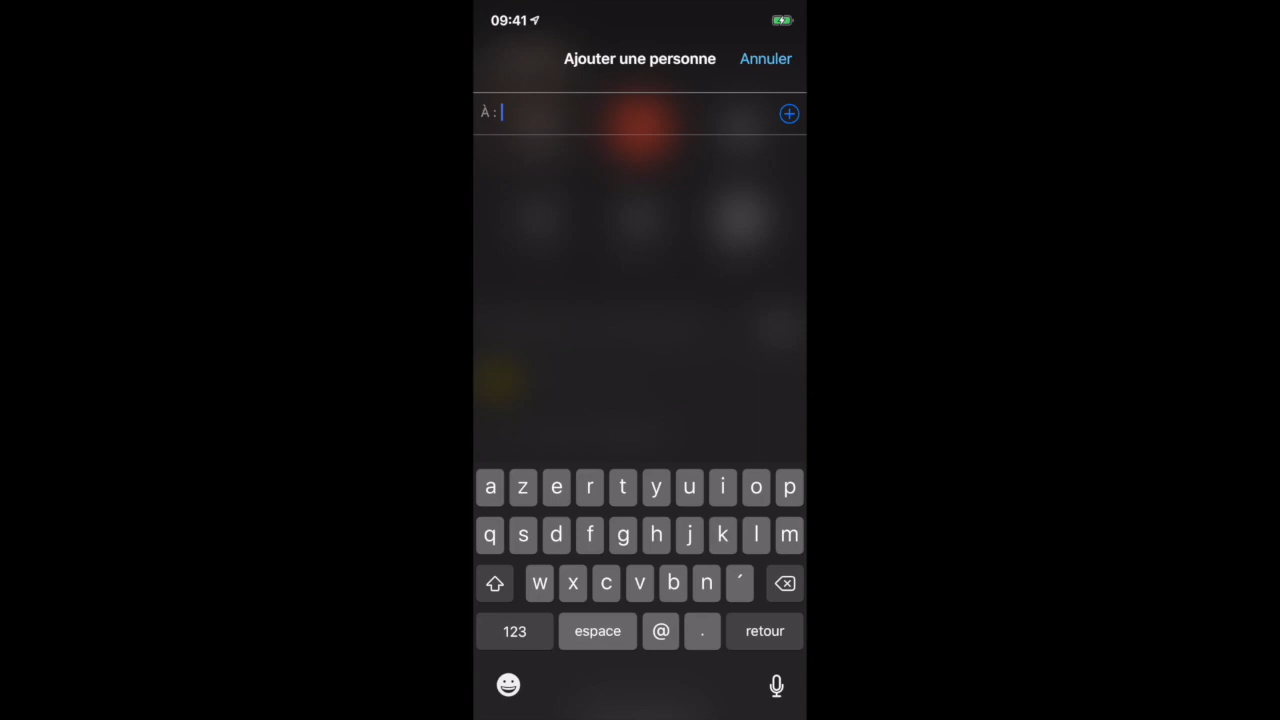 09:41
Ajouter une personne Annuler
À :
a z e r t y u i o p
q s d f g h j k l m
w x c v b n ´
123 espace @ . retour